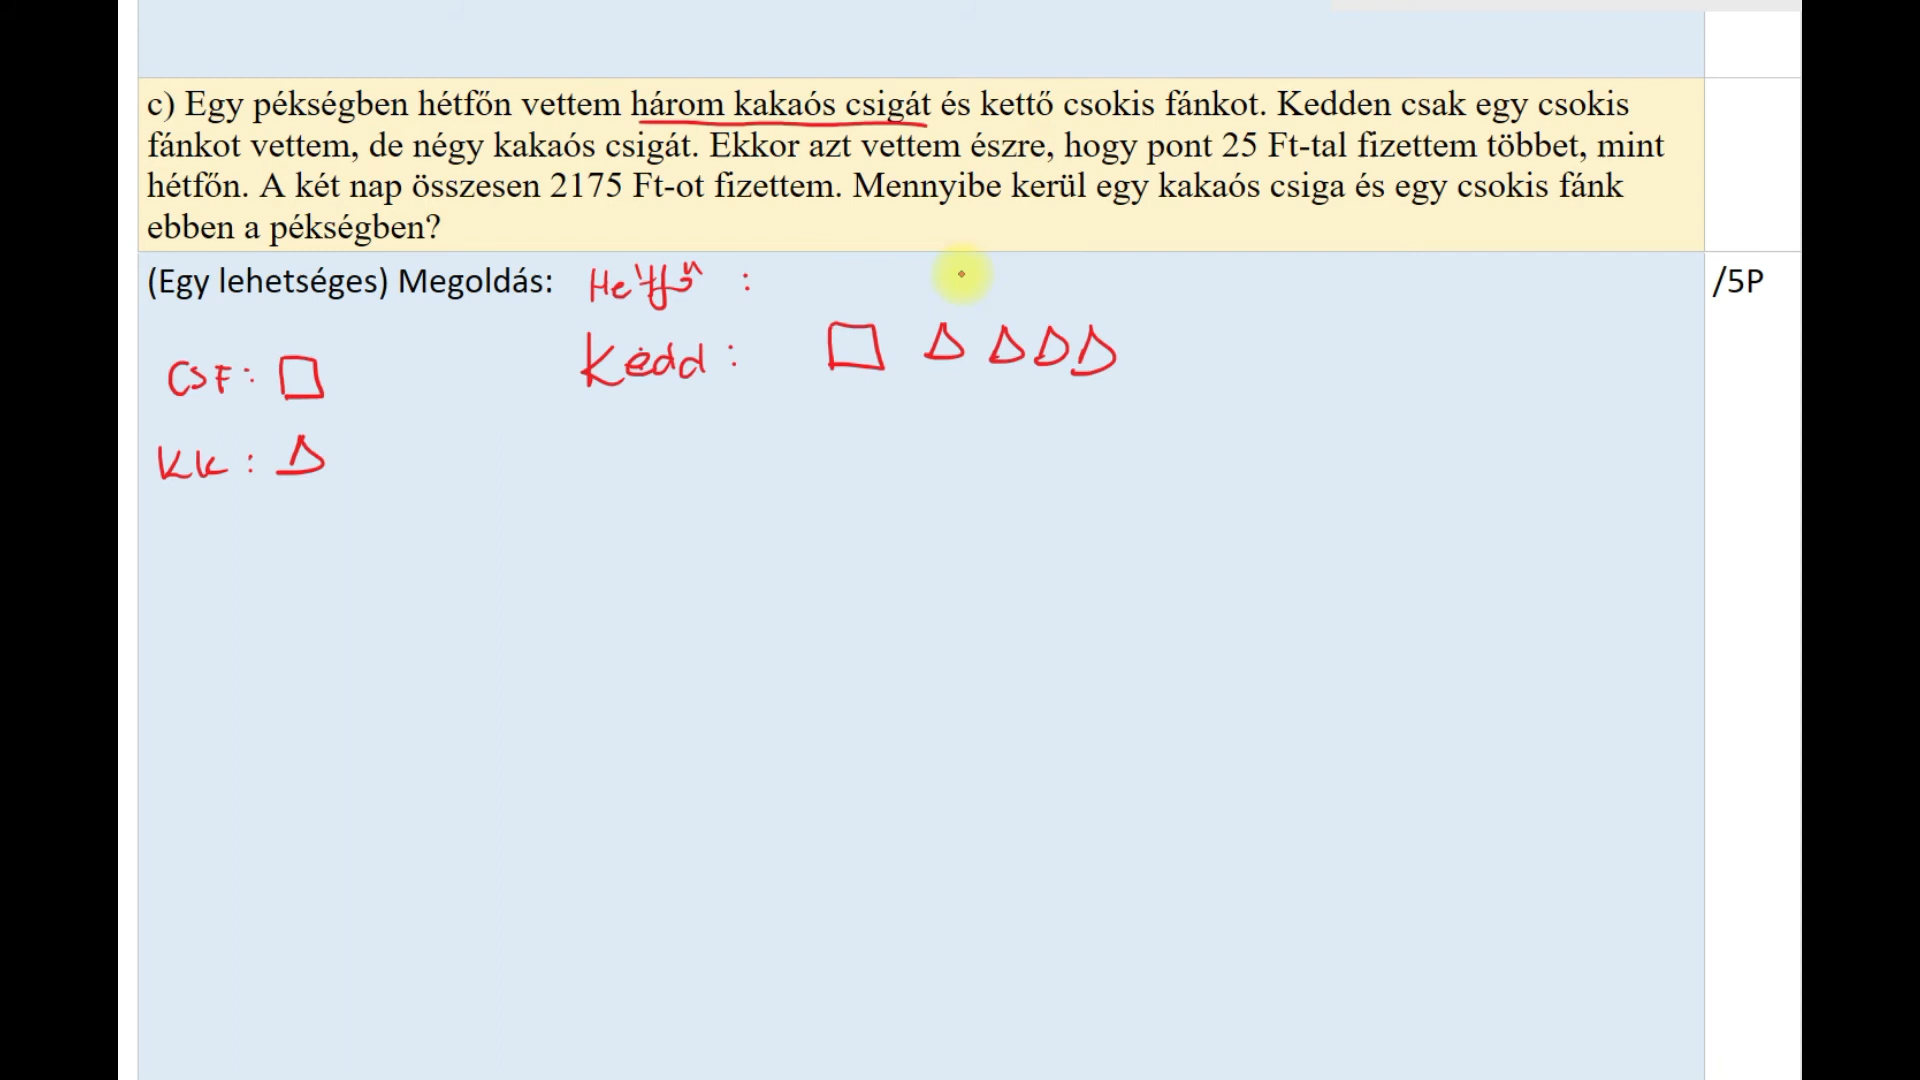 c) Egy pékségben hétfőn vettem három kakaós csigát és kettő csokis fánkot. Kedden csak egy csokis
fánkot vettem, de négy kakaós csigát. Ekkor azt vettem észre, hogy pont 25 Ft-tal fizettem többet, mint
hétfőn. A két nap összesen 2175 Ft-ot fizettem. Mennyibe kerül egy kakaós csiga és egy csokis fánk
ebben a pékségben?
(Egy lehetséges) Megoldás: Hétfő :
/5P
Kedd :
CSF:
KK :